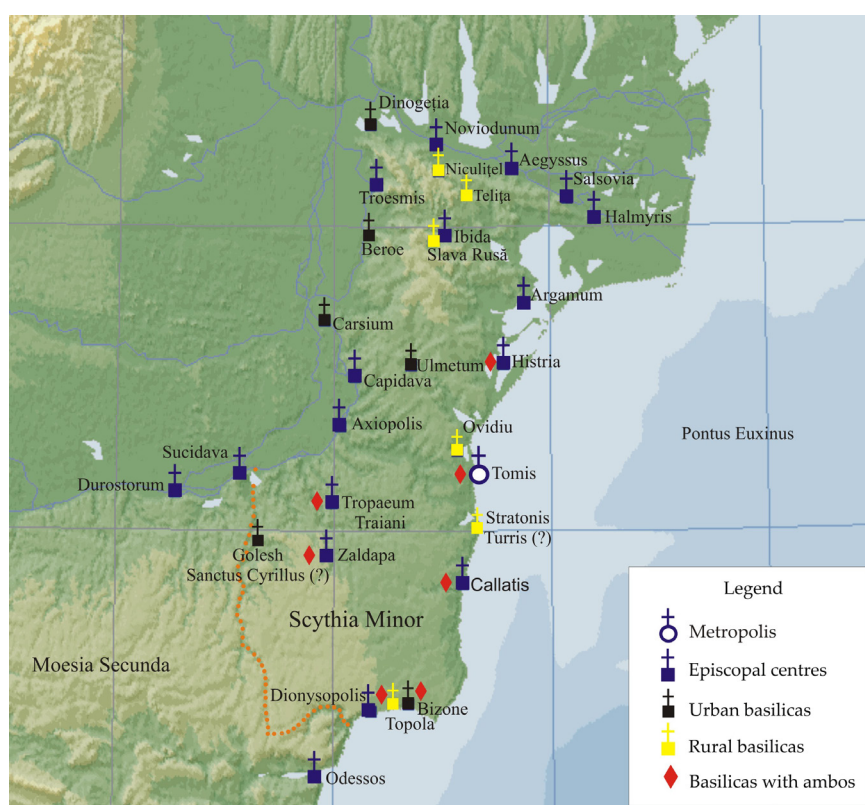 Dinogeția
Noviodunum
Niculițel
Aegyssus
Troesmis
Telița
Salsovia
Halmyris
Beroe
Ibida
Slava Rusă
Argamum
Carsium
Ulmetum
Histria
Capidava
Axiopolis
Ovidiu
Pontus Euxinus
Sucidava
Tomis
Durostorum
Tropaeum
Traiani
Stratonis
Turris (?)
Golesh
Zaldapa
Sanctus Cyrillus (?)
Callatis
Scythia Minor
Moesia Secunda
Dionysopolis
Bizone
Topola
Odessos
Legend
Metropolis
Episcopal centres
Urban basilicas
Rural basilicas
Basilicas with ambos